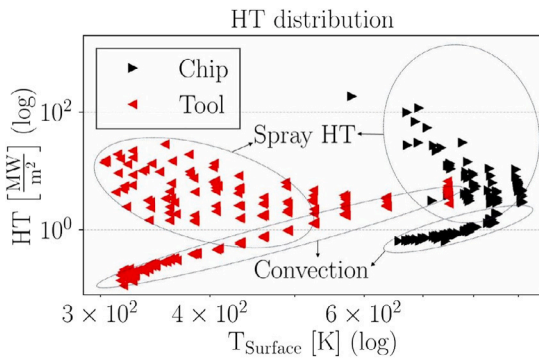 HT distribution
HT [MW/m²] (log)
10²
10⁰
Chip
Tool
Spray HT
Convection
3 × 10² 4 × 10² 6 × 10²
T_Surface [K] (log)